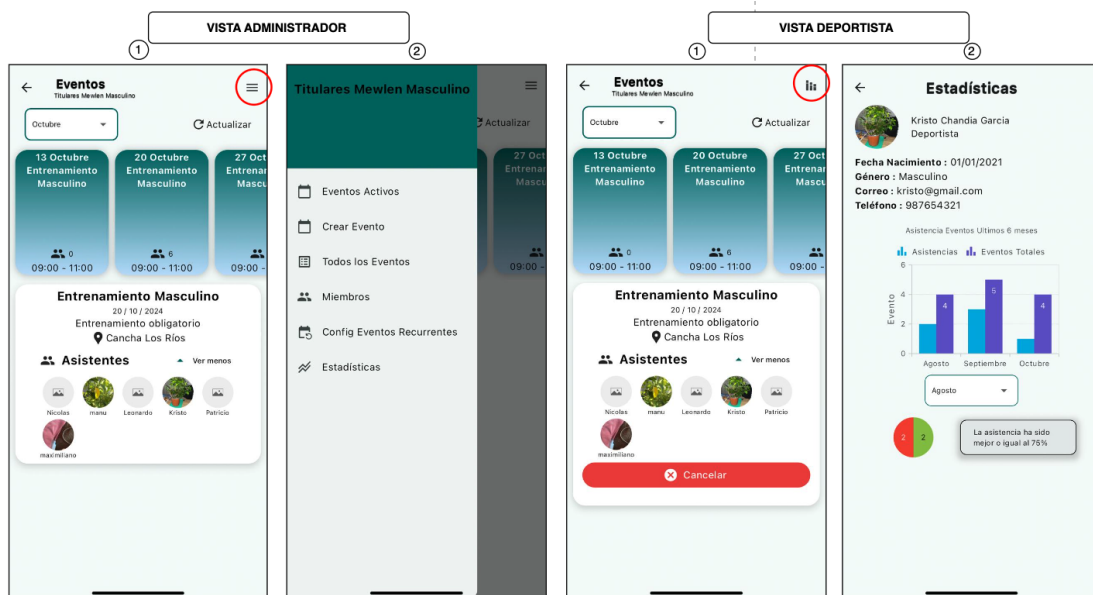 VISTA ADMINISTRADOR
1
2
Eventos
Titulares Mewlen Masculino
Octubre
Actualizar
13 Octubre
Entrenamiento
Masculino
0
09:00 - 11:00
20 Octubre
Entrenamiento
Masculino
6
09:00 - 11:00
27 Oct
Entrenar
Mascu
09:00 -
Entrenamiento Masculino
20 / 10 / 2024
Entrenamiento obligatorio
Cancha Los Ríos
Asistentes
Ver menos
Nicolas
manu
Leonardo
Kristo
Patricio
maximiliano
Titulares Mewlen Masculino
Actualizar
27 Oct
Entrenar
Mascu
09:00 -
Eventos Activos
Crear Evento
Todos los Eventos
Miembros
Config Eventos Recurrentes
Estadísticas
VISTA DEPORTISTA
1
2
Eventos
Titulares Mewlen Masculino
Octubre
Actualizar
13 Octubre
Entrenamiento
Masculino
0
09:00 - 11:00
20 Octubre
Entrenamiento
Masculino
6
09:00 - 11:00
27 Oct
Entrenar
Mascu
09:00 -
Entrenamiento Masculino
20 / 10 / 2024
Entrenamiento obligatorio
Cancha Los Ríos
Asistentes
Ver menos
Nicolas
manu
Leonardo
Kristo
Patricio
maximiliano
Cancelar
Estadísticas
Kristo Chandia Garcia
Deportista
Fecha Nacimiento : 01/01/2021
Género : Masculino
Correo : kristo@gmail.com
Teléfono : 987654321
Asistencia Eventos Ultimos 6 meses
Asistencias
Eventos Totales
Evento
6
4
2
0
4
5
4
Agosto
Septiembre
Octubre
Agosto
2
2
La asistencia ha sido
mejor o igual al 75%